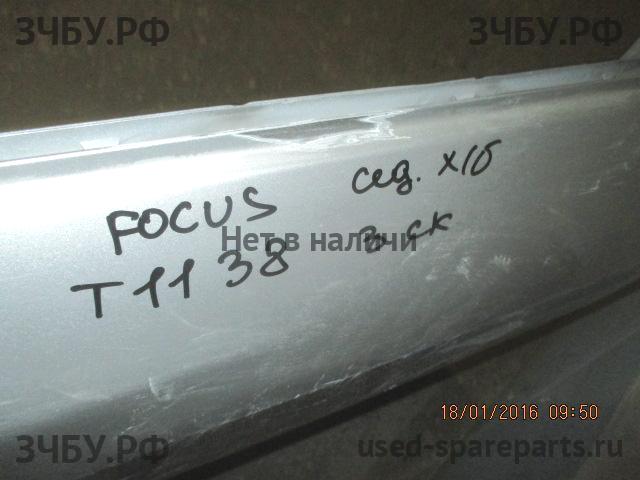 ЗЧБУ.РФ ЗЧБУ.РФ
FOCUS сед. х/б
Нет в наличии
T1138
18/01/2016 09:50
ЗЧБУ.РФ used-spareparts.ru